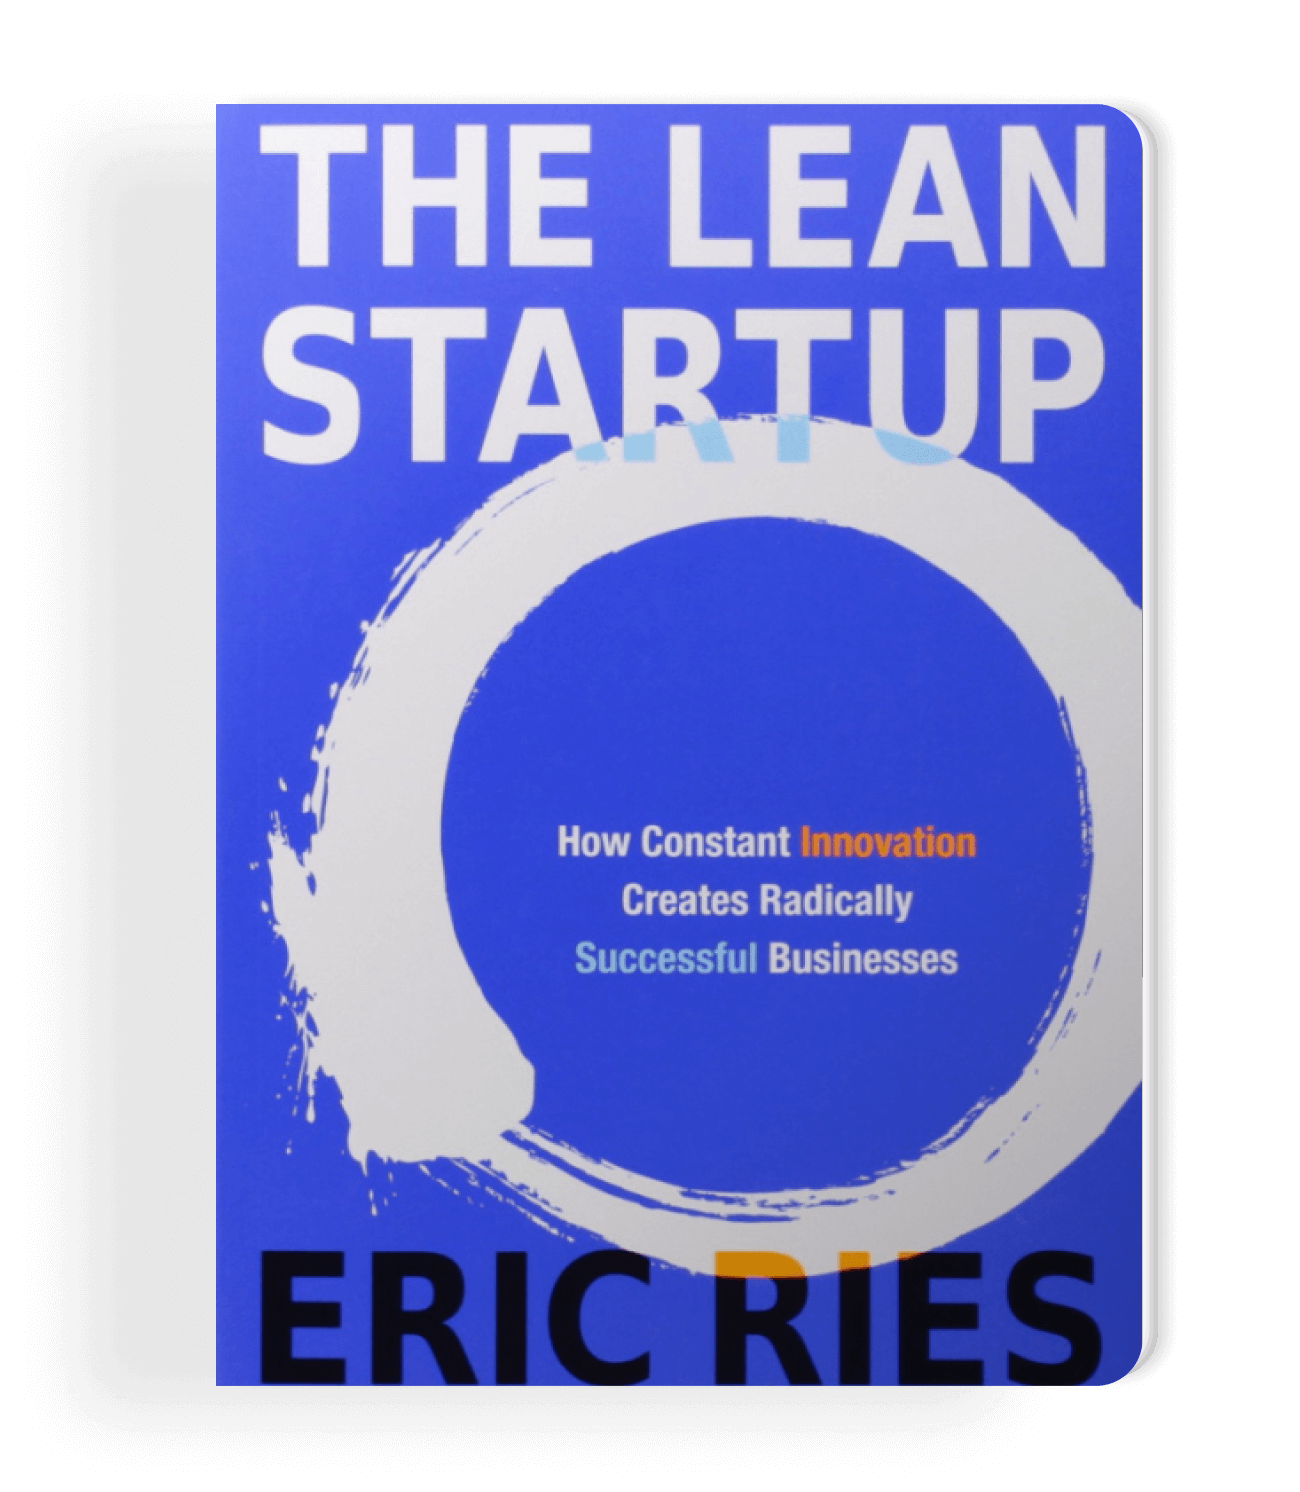 THE LEAN
STARTUP
How Constant Innovation
Creates Radically
Successful Businesses
ERIC RIES